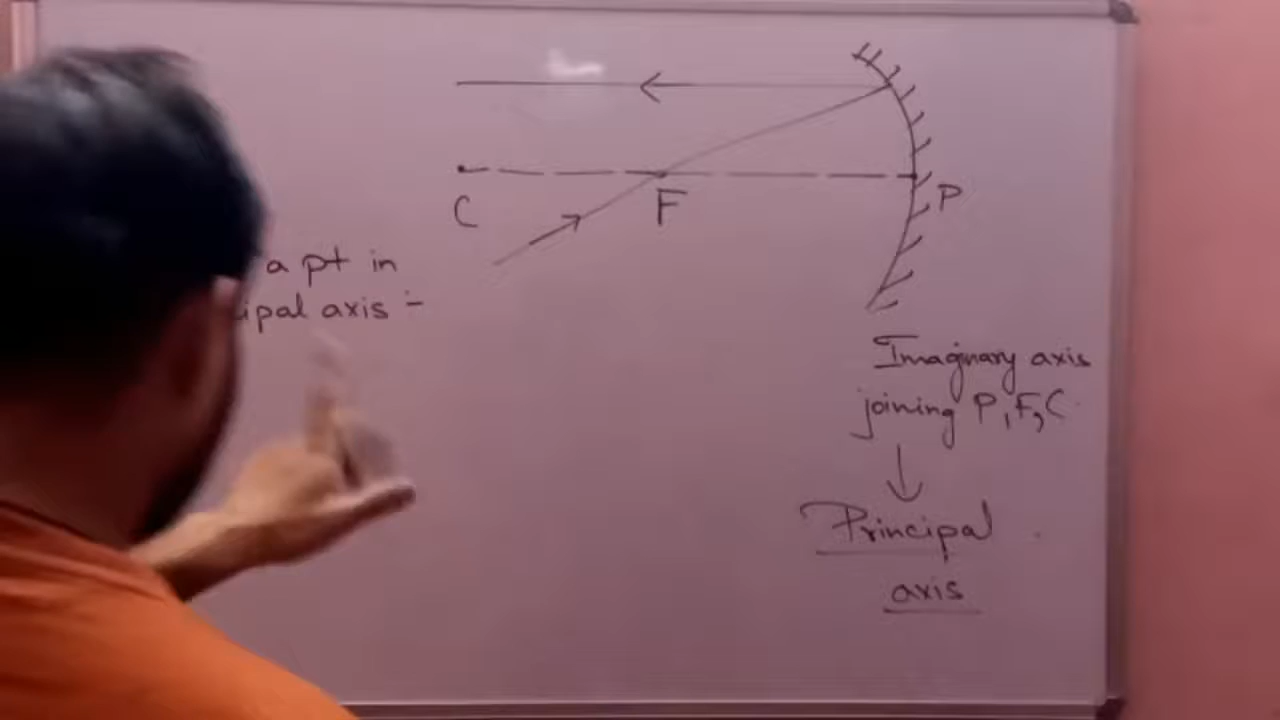 C
F
P
a pt in
ipal axis :-
Imaginary axis
joining P, F, C
Principal
axis